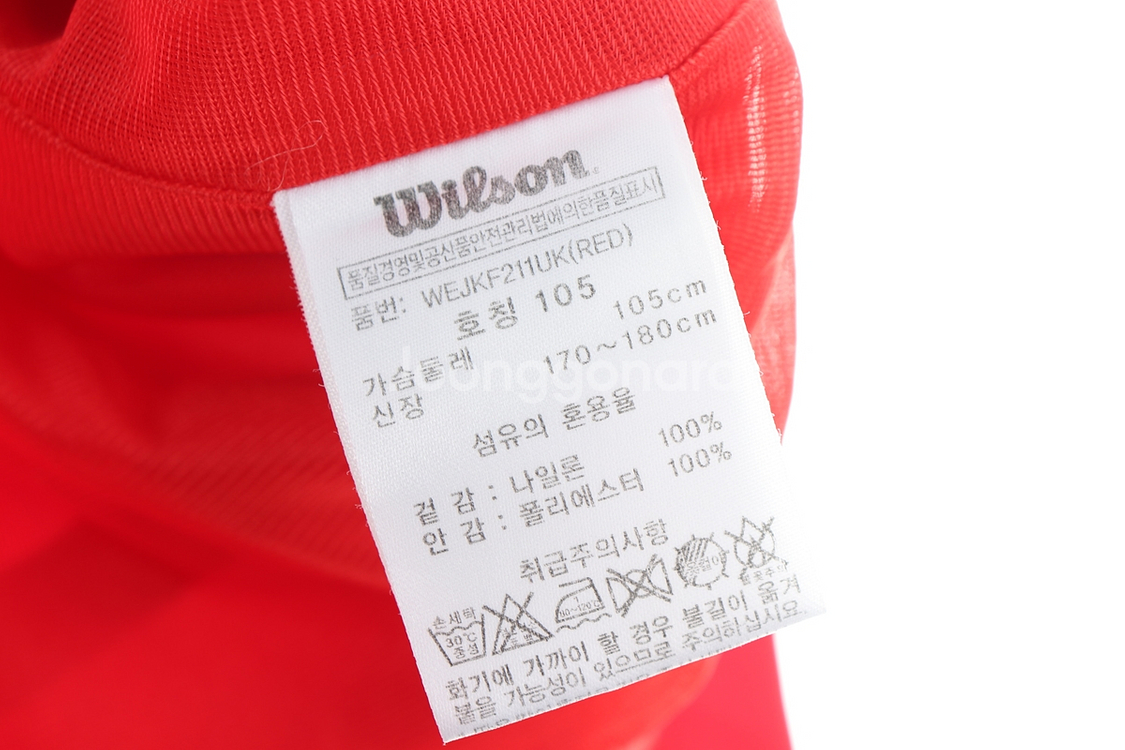 Wilson
품질경영및공산품안전관리법에의한품질표시
품번: WEJKF211UK(RED)
호칭 105
가슴둘레 105cm
신장 170~180cm
섬유의 혼용율
겉 감 : 나일론 100%
안 감 : 폴리에스터 100%
취급주의사항
손세탁
30℃
중성
화기에 가까이 할 경우 불길이 옮겨
붙을 가능성이 있으므로 주의하십시요.